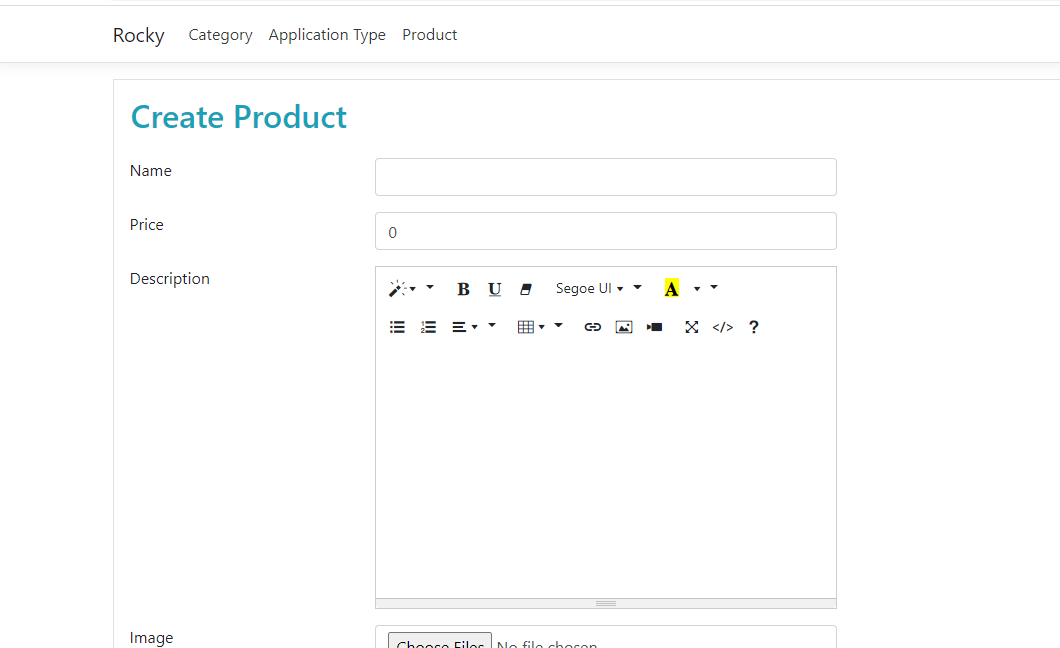 Rocky Category Application Type Product
Create Product
Name
Price 0
Description
B U Segoe UI A
</> ?
Image Choose Files No file chosen